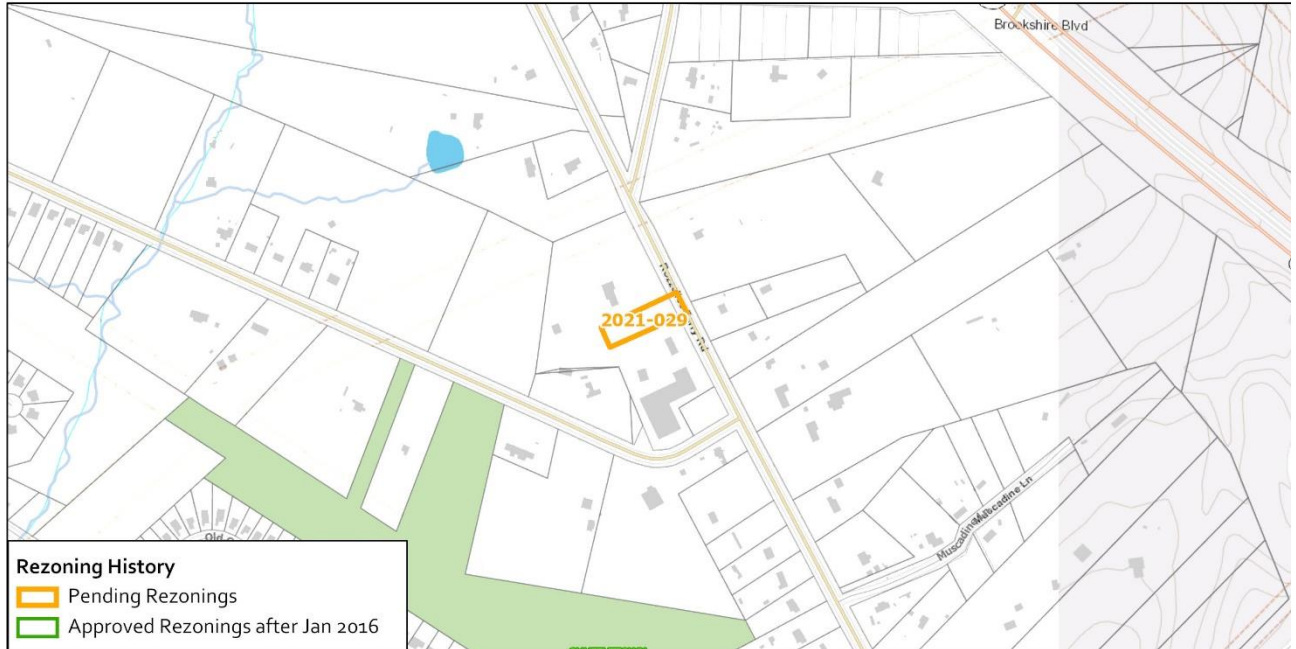 Brookshire Blvd
2021-029
Muscadine Ln
Rezoning History
Pending Rezonings
Approved Rezonings after Jan 2016